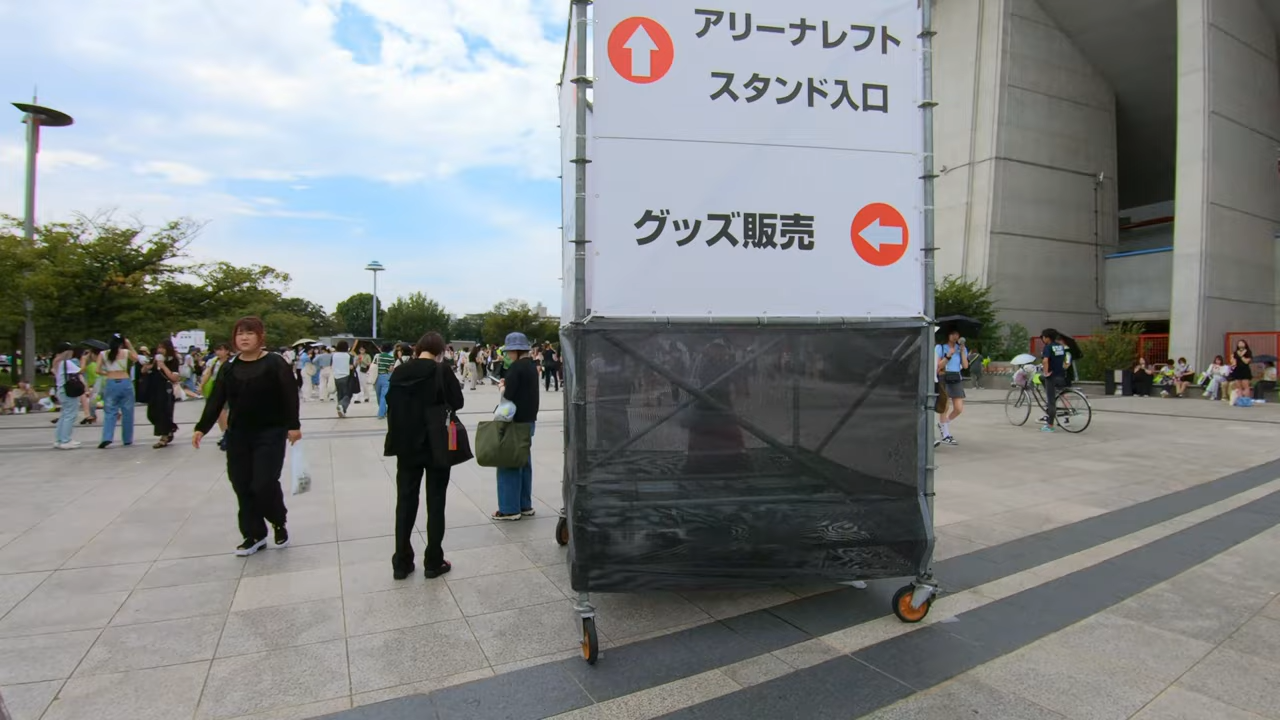 アリーナレフト
スタンド入口
グッズ販売